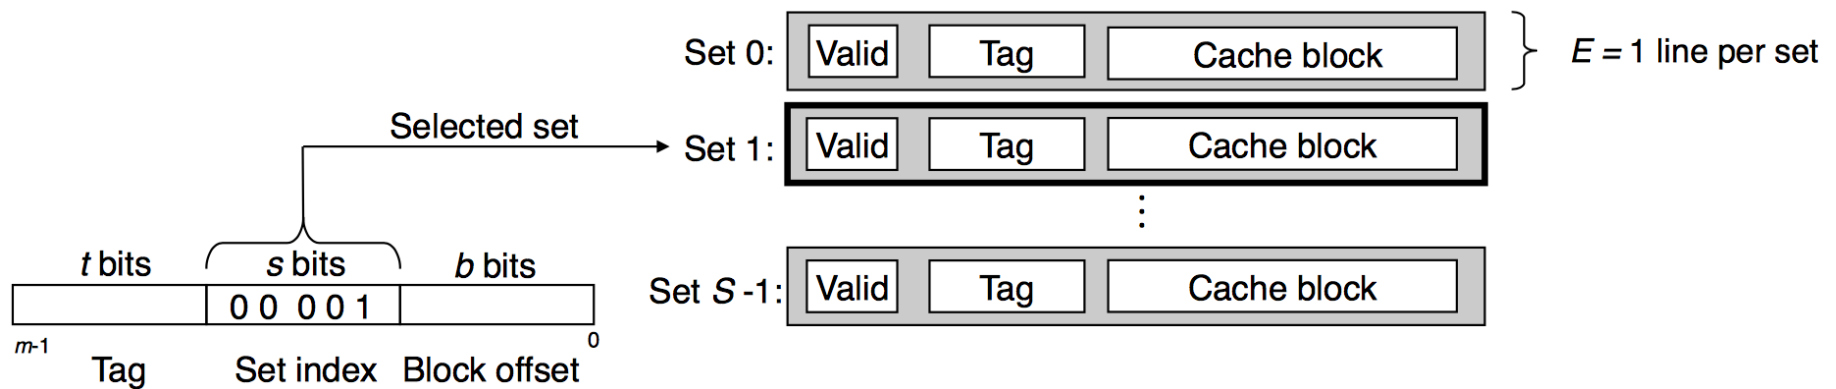 Set 0: Valid Tag Cache block E = 1 line per set
Selected set
Set 1: Valid Tag Cache block
t bits s bits b bits
Set S -1: Valid Tag Cache block
0 0 0 0 1
m-1 0
Tag Set index Block offset